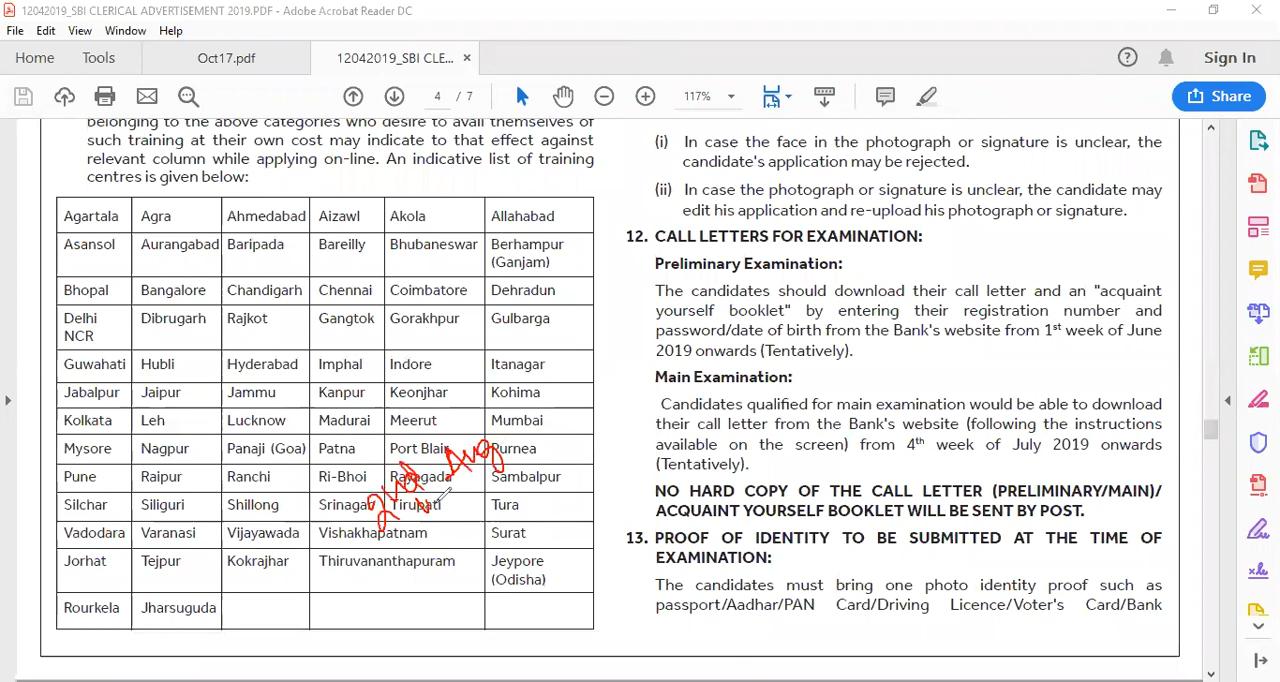 12042019_SBI CLERICAL ADVERTISEMENT 2019.PDF - Adobe Acrobat Reader DC
File Edit View Window Help
Home Tools Oct17.pdf 12042019_SBI CLE... × Sign In
4 / 7 117% Share
belonging to the above categories who desire to avail themselves of
such training at their own cost may indicate to that effect against
relevant column while applying on-line. An indicative list of training
centres is given below:
Agartala Agra Ahmedabad Aizawl Akola Allahabad
Asansol Aurangabad Baripada Bareilly Bhubaneswar Berhampur
(Ganjam)
Bhopal Bangalore Chandigarh Chennai Coimbatore Dehradun
Delhi Dibrugarh Rajkot Gangtok Gorakhpur Gulbarga
NCR
Guwahati Hubli Hyderabad Imphal Indore Itanagar
Jabalpur Jaipur Jammu Kanpur Keonjhar Kohima
Kolkata Leh Lucknow Madurai Meerut Mumbai
Mysore Nagpur Panaji (Goa) Patna Port Blair Purnea
Pune Raipur Ranchi Ri-Bhoi Rayagada Sambalpur
Silchar Siliguri Shillong Srinagar Tirupati Tura
Vadodara Varanasi Vijayawada Vishakhapatnam Surat
Jorhat Tejpur Kokrajhar Thiruvananthapuram Jeypore
(Odisha)
Rourkela Jharsuguda
Aug
(i) In case the face in the photograph or signature is unclear, the
candidate's application may be rejected.
(ii) In case the photograph or signature is unclear, the candidate may
edit his application and re-upload his photograph or signature.
12. CALL LETTERS FOR EXAMINATION:
Preliminary Examination:
The candidates should download their call letter and an "acquaint
yourself booklet" by entering their registration number and
password/date of birth from the Bank's website from 1st week of June
2019 onwards (Tentatively).
Main Examination:
Candidates qualified for main examination would be able to download
their call letter from the Bank's website (following the instructions
available on the screen) from 4th week of July 2019 onwards
(Tentatively).
NO HARD COPY OF THE CALL LETTER (PRELIMINARY/MAIN)/
ACQUAINT YOURSELF BOOKLET WILL BE SENT BY POST.
13. PROOF OF IDENTITY TO BE SUBMITTED AT THE TIME OF
EXAMINATION:
The candidates must bring one photo identity proof such as
passport/Aadhar/PAN Card/Driving Licence/Voter's Card/Bank